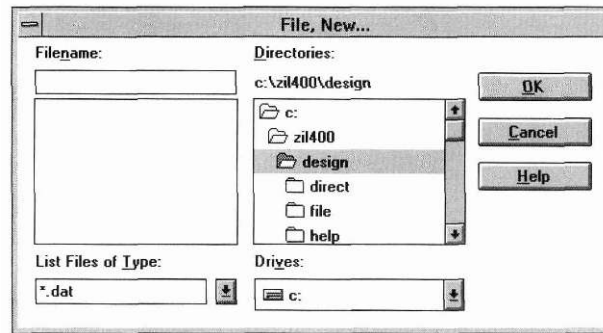 File, New...
Filename:
Directories:
c:\zil400\design
OK
c:
zil400
Cancel
design
direct
Help
file
help
List Files of Type:
Drives:
*.dat
c: